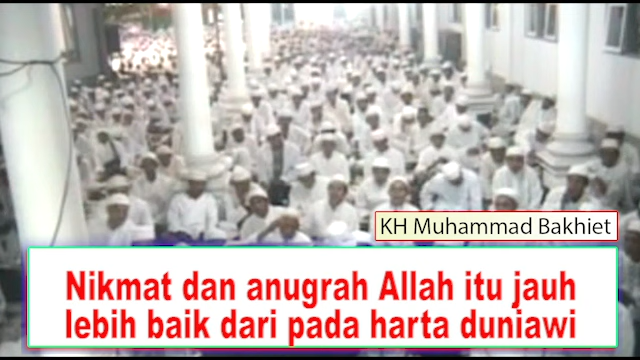 KH Muhammad Bakhiet
Nikmat dan anugrah Allah itu jauh
lebih baik dari pada harta duniawi